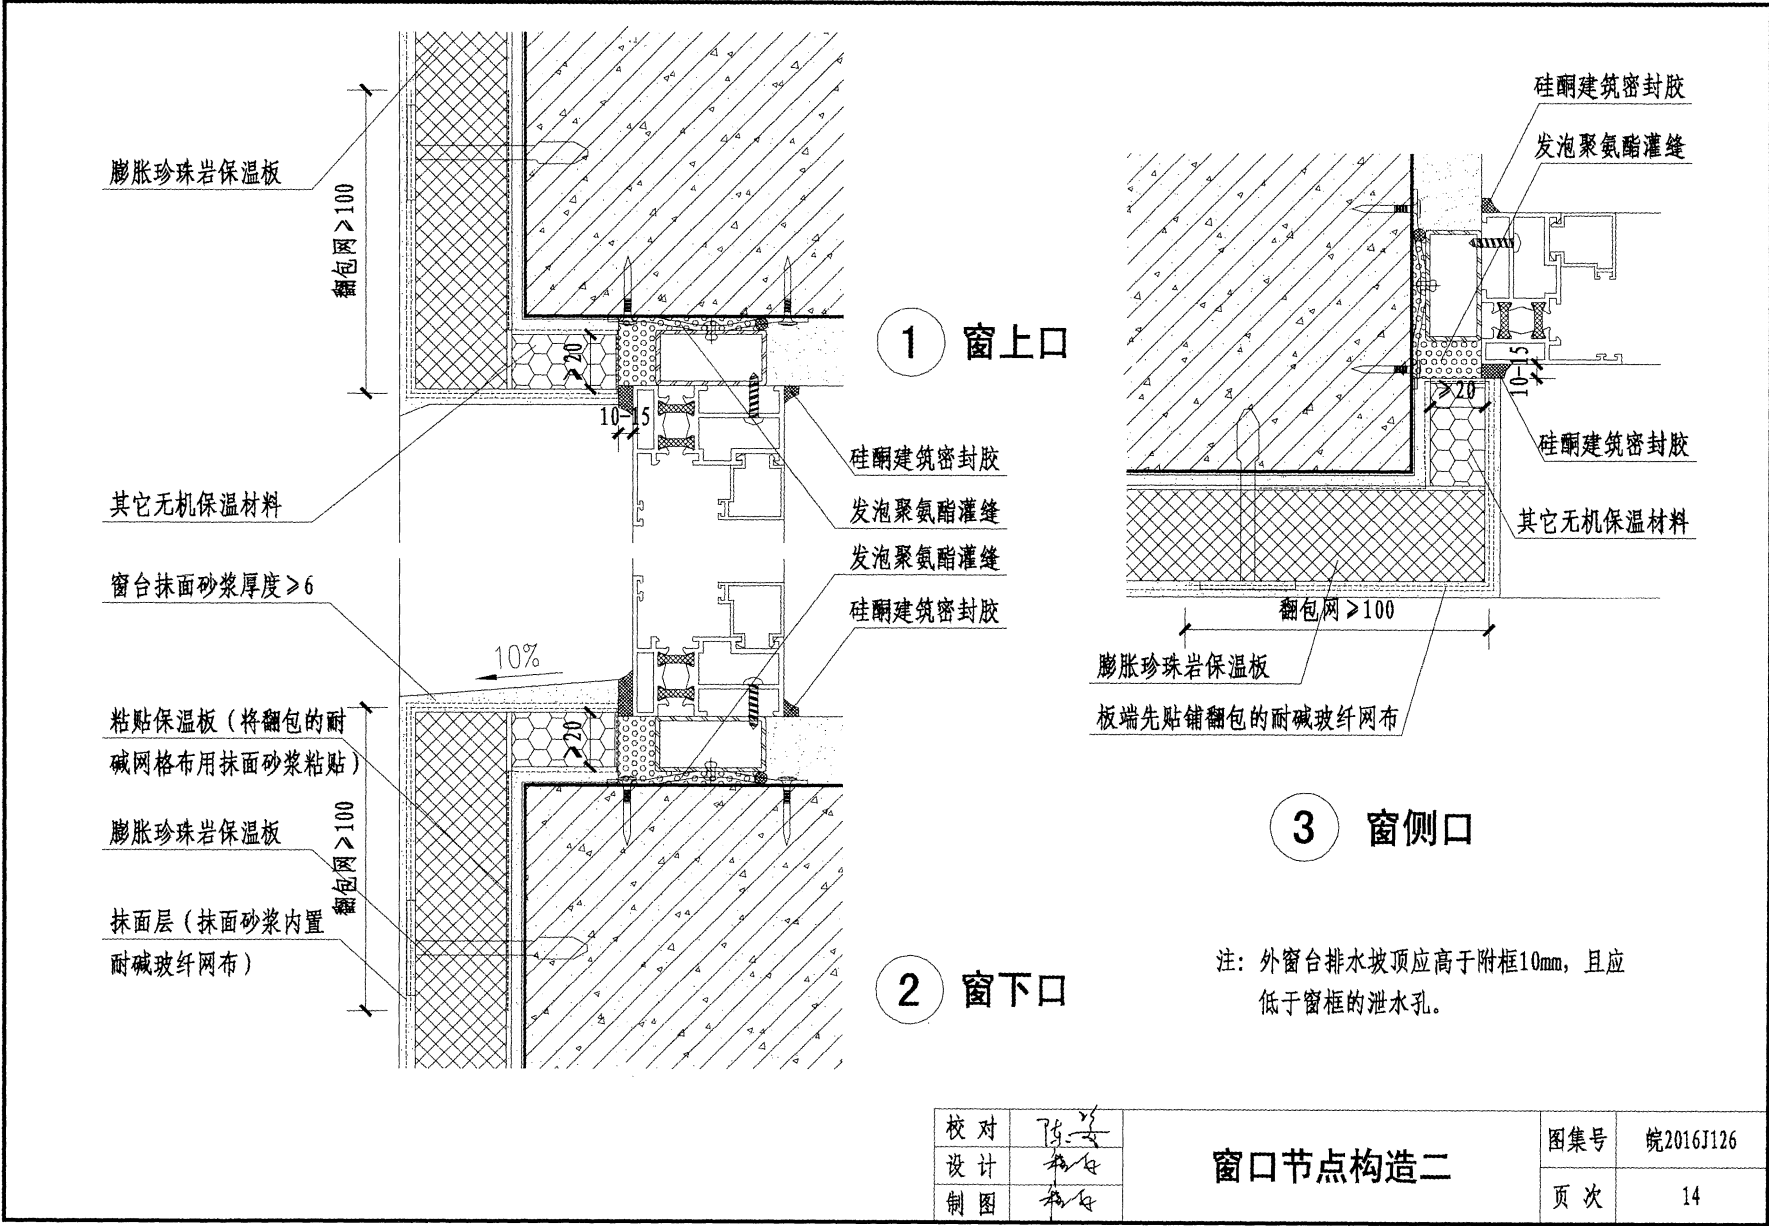 膨胀珍珠岩保温板
翻包网≥100
≥20
10-15
其它无机保温材料
硅酮建筑密封胶
发泡聚氨酯灌缝
① 窗上口
发泡聚氨酯灌缝
硅酮建筑密封胶
窗台抹面砂浆厚度≥6
10%
粘贴保温板（将翻包的耐
碱网格布用抹面砂浆粘贴）
≥20
翻包网≥100
膨胀珍珠岩保温板
抹面层（抹面砂浆内置
耐碱玻纤网布）
② 窗下口
硅酮建筑密封胶
发泡聚氨酯灌缝
10-15
≥20
硅酮建筑密封胶
其它无机保温材料
翻包网≥100
膨胀珍珠岩保温板
板端先贴铺翻包的耐碱玻纤网布
③ 窗侧口
注：外窗台排水坡顶应高于附框10mm，且应
低于窗框的泄水孔。
校对
设计
制图
窗口节点构造二
图集号 皖2016J126
页次 14